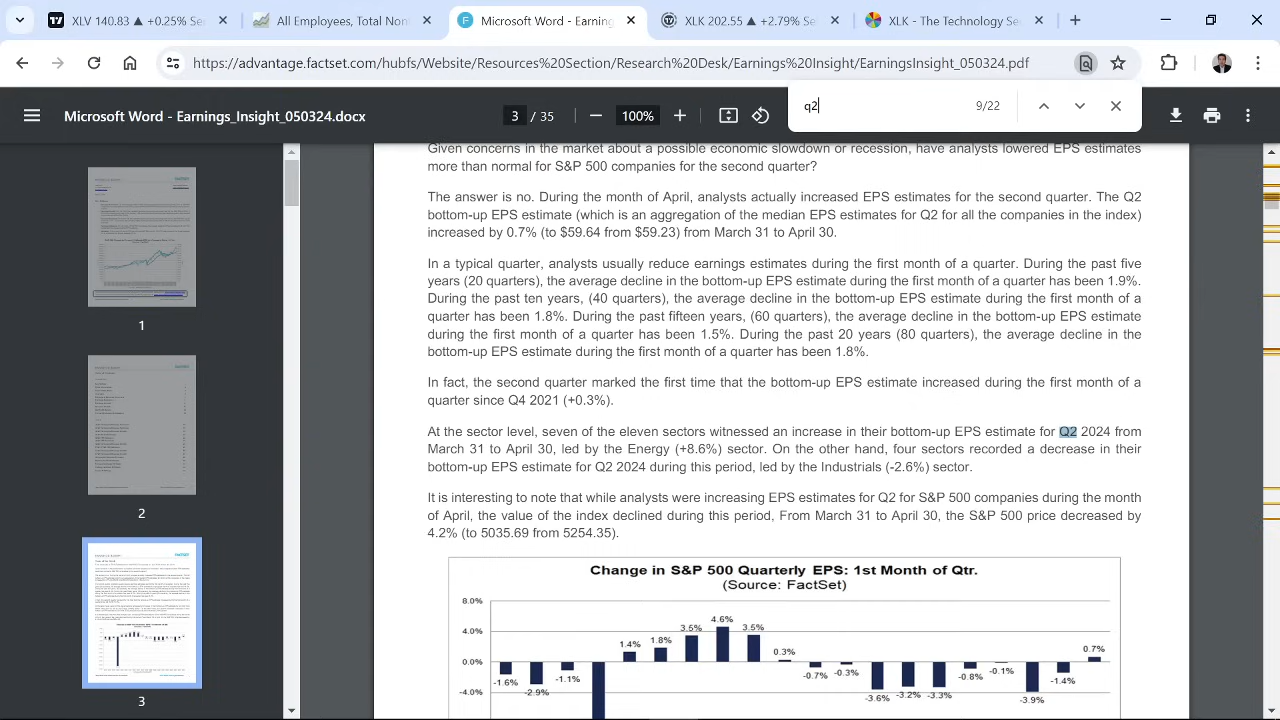 XLV 140.83 ▲ +0.25% Se
All Employees, Total Non
Microsoft Word - Earning
XLK 202.55 ▲ +2.79% Se
XLK - The Technology Se
https://advantage.factset.com/hubfs/Website/Resources%20Section/Research%20Desk/Earnings%20Insight/EarningsInsight_050324.pdf
Microsoft Word - Earnings_Insight_050324.docx
/ 35
100%
q2
9/22
Given concerns in the market about a possible economic slowdown or recession, have analysts lowered EPS estimates
more than normal for S&P 500 companies for the second quarter?
The answer is no. During the month of April, analysts actually increased EPS estimates for the second quarter. The Q2
bottom-up EPS estimate (which is an aggregation of the median EPS estimates for Q2 for all the companies in the index)
increased by 0.7% (to $59.64 from $59.23) from March 31 to April 30.
In a typical quarter, analysts usually reduce earnings estimates during the first month of a quarter. During the past five
years, (20 quarters), the average decline in the bottom-up EPS estimate during the first month of a quarter has been 1.9%.
During the past ten years, (40 quarters), the average decline in the bottom-up EPS estimate during the first month of a
quarter has been 1.8%. During the past fifteen years, (60 quarters), the average decline in the bottom-up EPS estimate
during the first month of a quarter has been 1.5%. During the past 20 years (80 quarters), the average decline in the
bottom-up EPS estimate during the first month of a quarter has been 1.8%.
In fact, the second quarter marked the first time that the bottom-up EPS estimate increased during the first month of a
quarter since Q4 2021 (+0.3%).
At the sector level, of the sectors witnessed an increase in their bottom-up EPS estimate for Q2 2024 from
March 31 to April 30, led by the Energy sector. On the other hand, four sectors recorded a decrease in their
bottom-up EPS estimate for Q2 2024 during this period, led by the Industrials (-2.6%) sector.
It is interesting to note that while analysts were increasing EPS estimates for Q2 for S&P 500 companies during the month
of April, the value of the index declined during this period. From March 31 to April 30, the S&P 500 price decreased by
4.2% (to 5035.69 from 5254.35).
Change in S&P 500 Quarterly EPS: 1st Month of
(Source: FactSet)
8.0%
4.6%
4.0%
3.5%
3.5%
1.4%
1.8%
0.3%
0.7%
0.0%
-1.6%
-2.9%
-1.1%
-0.7%
-0.3%
-3.6%
-3.2%
-3.3%
-0.8%
-0.1%
-1.4%
-4.0%
1
2
3